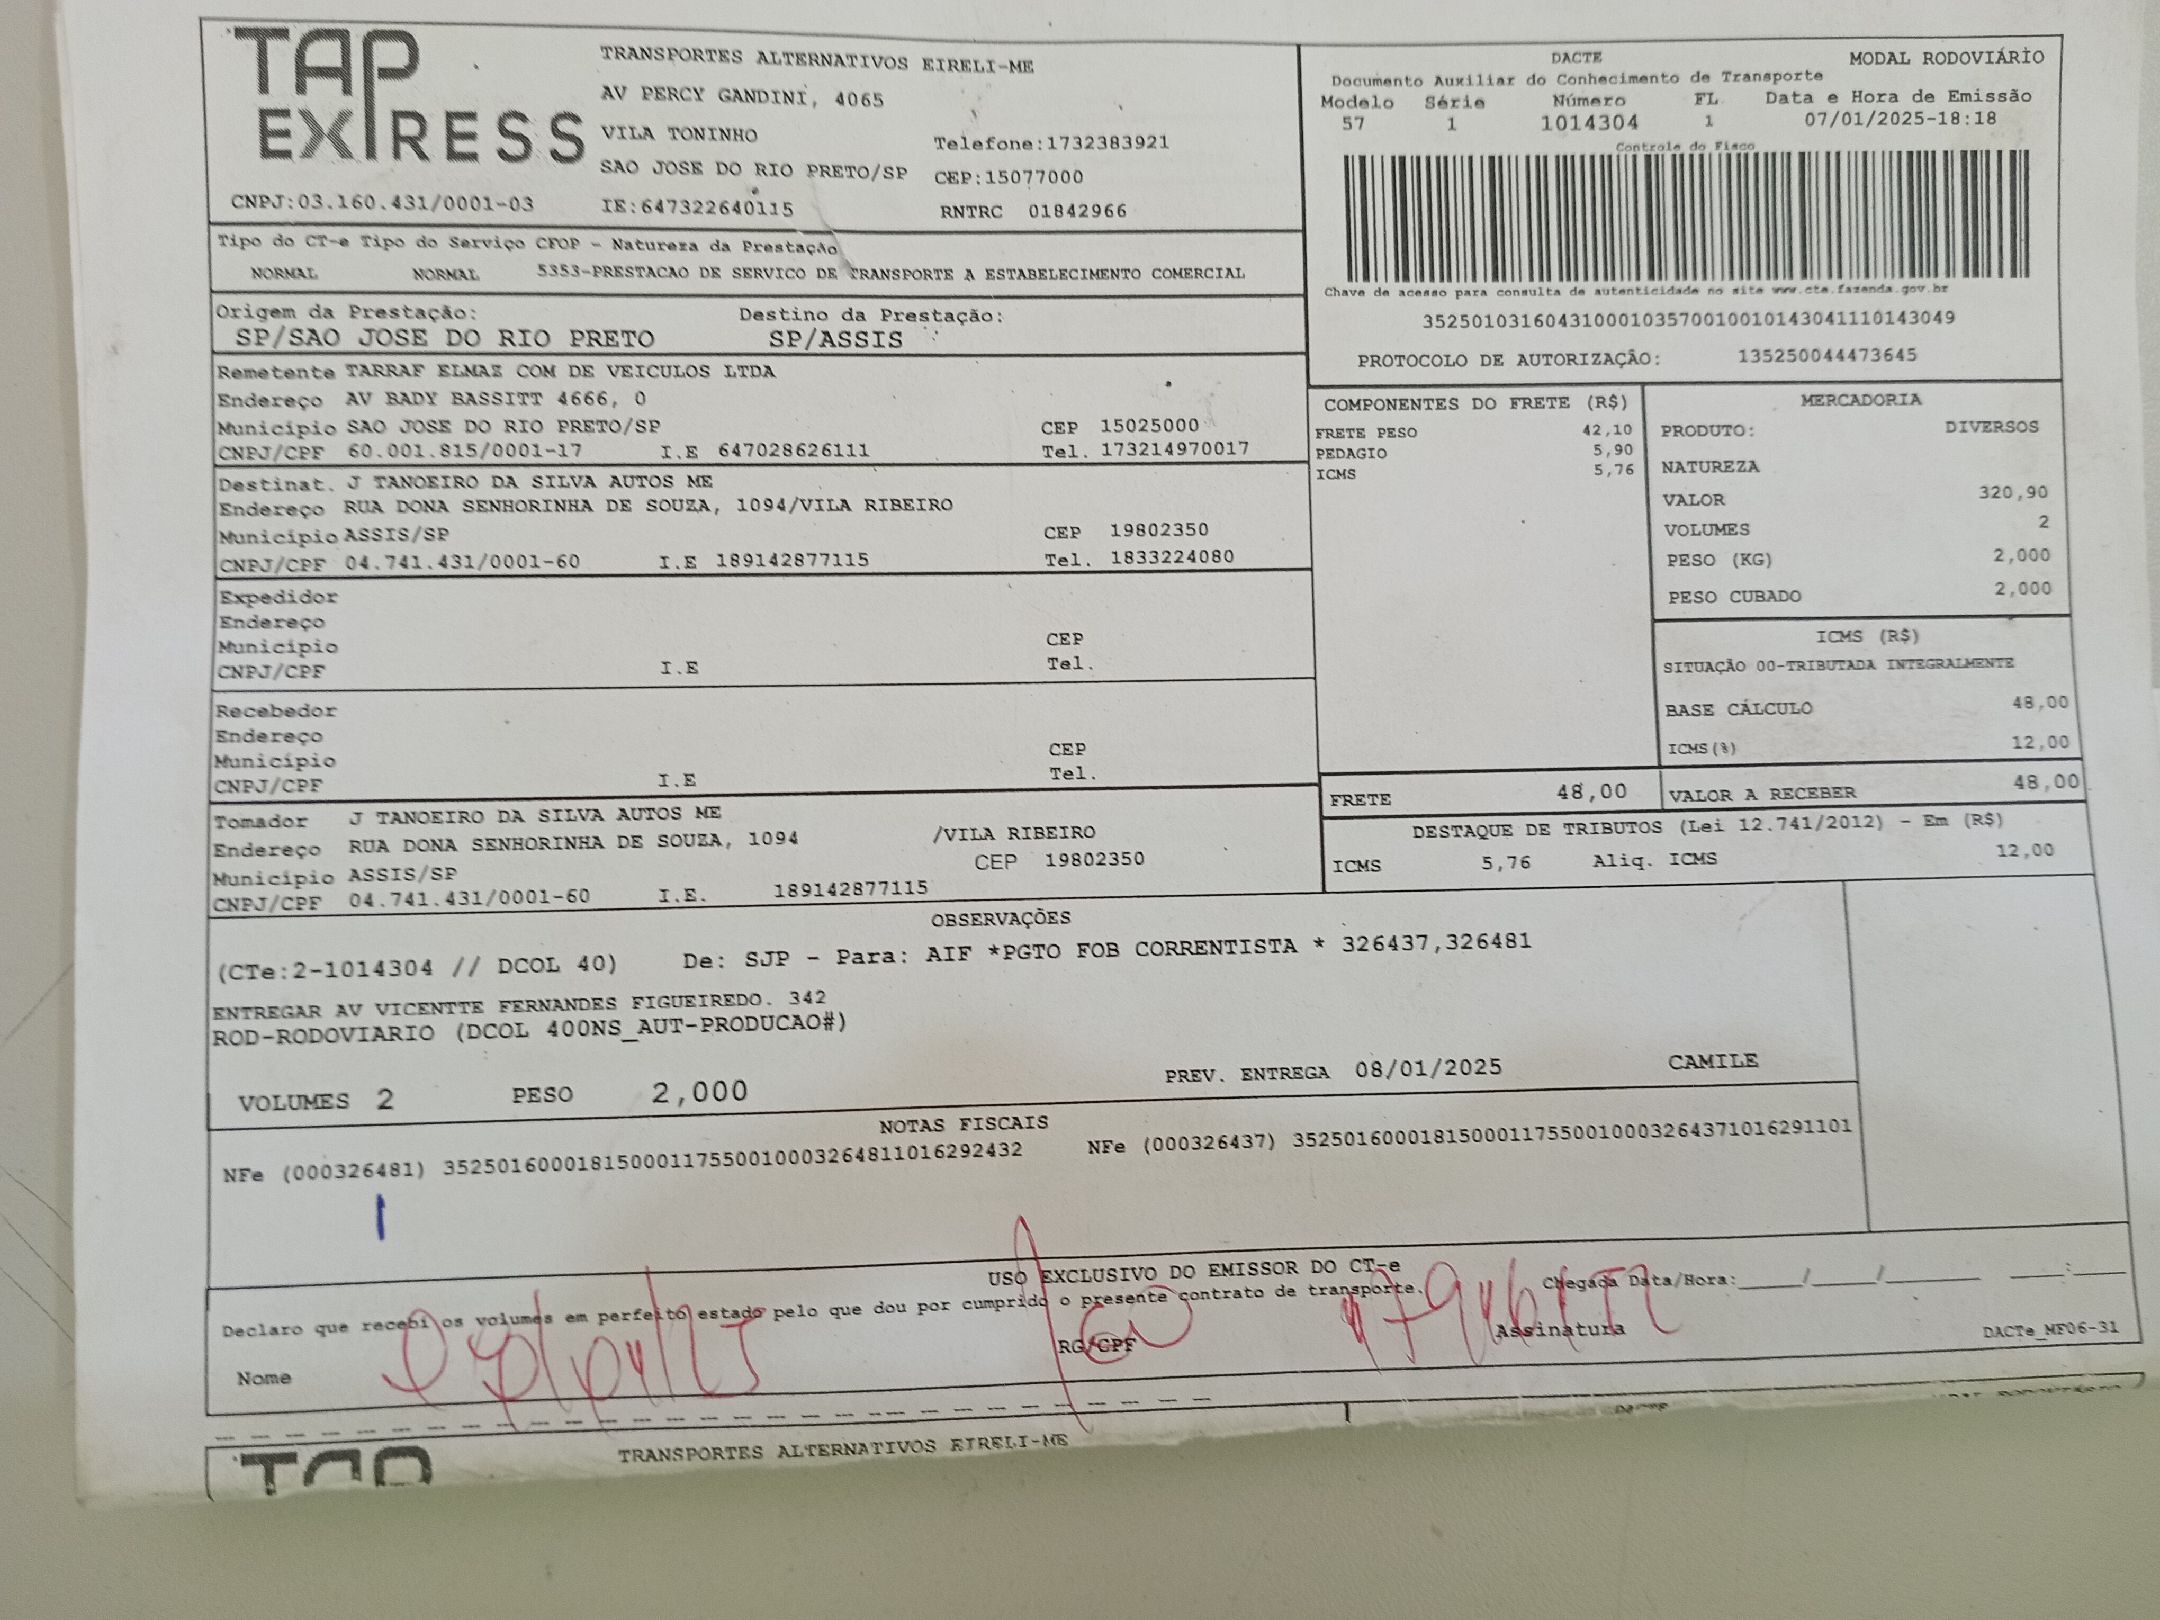 TAP EXPRESS
TRANSPORTES ALTERNATIVOS EIRELI-ME
AV PERCY GANDINI, 4065
VILA TONINHO Telefone:1732383921
SAO JOSE DO RIO PRETO/SP CEP:15077000
CNPJ:03.160.431/0001-03 IE:647322640115 RNTRC 01842966
DACTE MODAL RODOVIÁRIO
Documento Auxiliar do Conhecimento de Transporte
Modelo Série Número FL Data e Hora de Emissão
57 1 1014304 1 07/01/2025-18:18
Controle do Fisco
Chave de acesso para consulta de autenticidade no site www.cte.fazenda.gov.br
35250103160431000103570010010143041110143049
PROTOCOLO DE AUTORIZAÇÃO: 135250044473645
Tipo do CT-e Tipo do Serviço CFOP - Natureza da Prestação
NORMAL NORMAL 5353-PRESTACAO DE SERVICO DE TRANSPORTE A ESTABELECIMENTO COMERCIAL
Origem da Prestação: Destino da Prestação:
SP/SAO JOSE DO RIO PRETO SP/ASSIS
Remetente TARRAF ELMAZ COM DE VEICULOS LTDA
Endereço AV BADY BASSITT 4666, 0
Município SAO JOSE DO RIO PRETO/SP CEP 15025000
CNPJ/CPF 60.001.815/0001-17 I.E 647028626111 Tel. 173214970017
Destinat. J TANOEIRO DA SILVA AUTOS ME
Endereço RUA DONA SENHORINHA DE SOUZA, 1094/VILA RIBEIRO
Município ASSIS/SP CEP 19802350
CNPJ/CPF 04.741.431/0001-60 I.E 189142877115 Tel. 1833224080
Expedidor
Endereço
Município CEP
CNPJ/CPF I.E Tel.
Recebedor
Endereço
Município CEP
CNPJ/CPF I.E Tel.
Tomador J TANOEIRO DA SILVA AUTOS ME
Endereço RUA DONA SENHORINHA DE SOUZA, 1094 /VILA RIBEIRO
Município ASSIS/SP CEP 19802350
CNPJ/CPF 04.741.431/0001-60 I.E. 189142877115
COMPONENTES DO FRETE (R$)
FRETE PESO 42,10
PEDAGIO 5,90
ICMS 5,76
MERCADORIA
PRODUTO: DIVERSOS
NATUREZA
VALOR 320,90
VOLUMES 2
PESO (KG) 2,000
PESO CUBADO 2,000
ICMS (R$)
SITUAÇÃO 00-TRIBUTADA INTEGRALMENTE
BASE CÁLCULO 48,00
ICMS(%) 12,00
FRETE 48,00 VALOR A RECEBER 48,00
DESTAQUE DE TRIBUTOS (Lei 12.741/2012) - Em (R$)
ICMS 5,76 Aliq. ICMS 12,00
OBSERVAÇÕES
(CTe:2-1014304 // DCOL 40) De: SJP - Para: AIF *PGTO FOB CORRENTISTA * 326437,326481
ENTREGAR AV VICENTTE FERNANDES FIGUEIREDO. 342
ROD-RODOVIARIO (DCOL 400NS_AUT-PRODUCAO#)
VOLUMES 2 PESO 2,000 PREV. ENTREGA 08/01/2025 CAMILE
NOTAS FISCAIS
NFe (000326481) 35250160001815000117550010003264811016292432 NFe (000326437) 35250160001815000117550010003264371016291101
USO EXCLUSIVO DO EMISSOR DO CT-e
Declaro que recebi os volumes em perfeito estado pelo que dou por cumprido o presente contrato de transporte. Chegada Data/Hora:____/____/______ ___:___
Nome RG/CPF Assinatura DACTe_MF06-31
TRANSPORTES ALTERNATIVOS EIRELI-ME